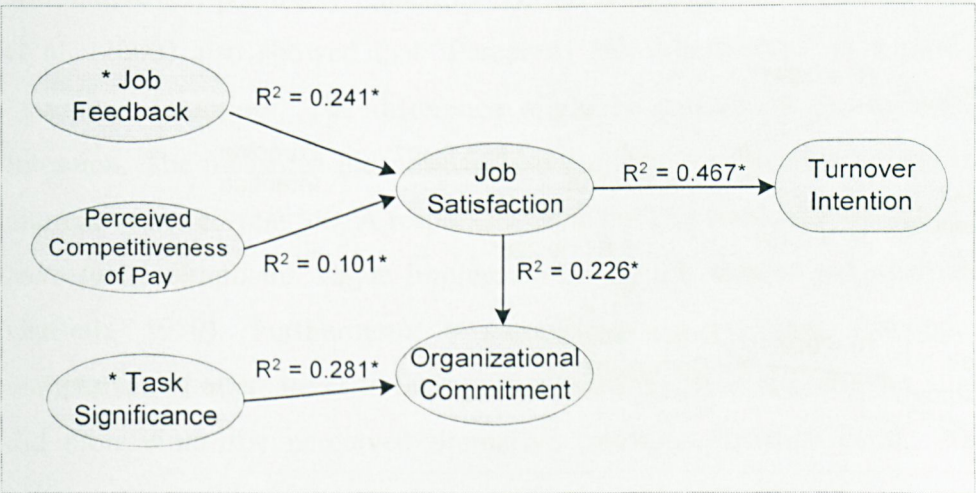 * Job
Feedback
R² = 0.241*
Perceived
Competitiveness
of Pay
R² = 0.101*
Job
Satisfaction
R² = 0.467*
Turnover
Intention
R² = 0.226*
* Task
Significance
R² = 0.281*
Organizational
Commitment